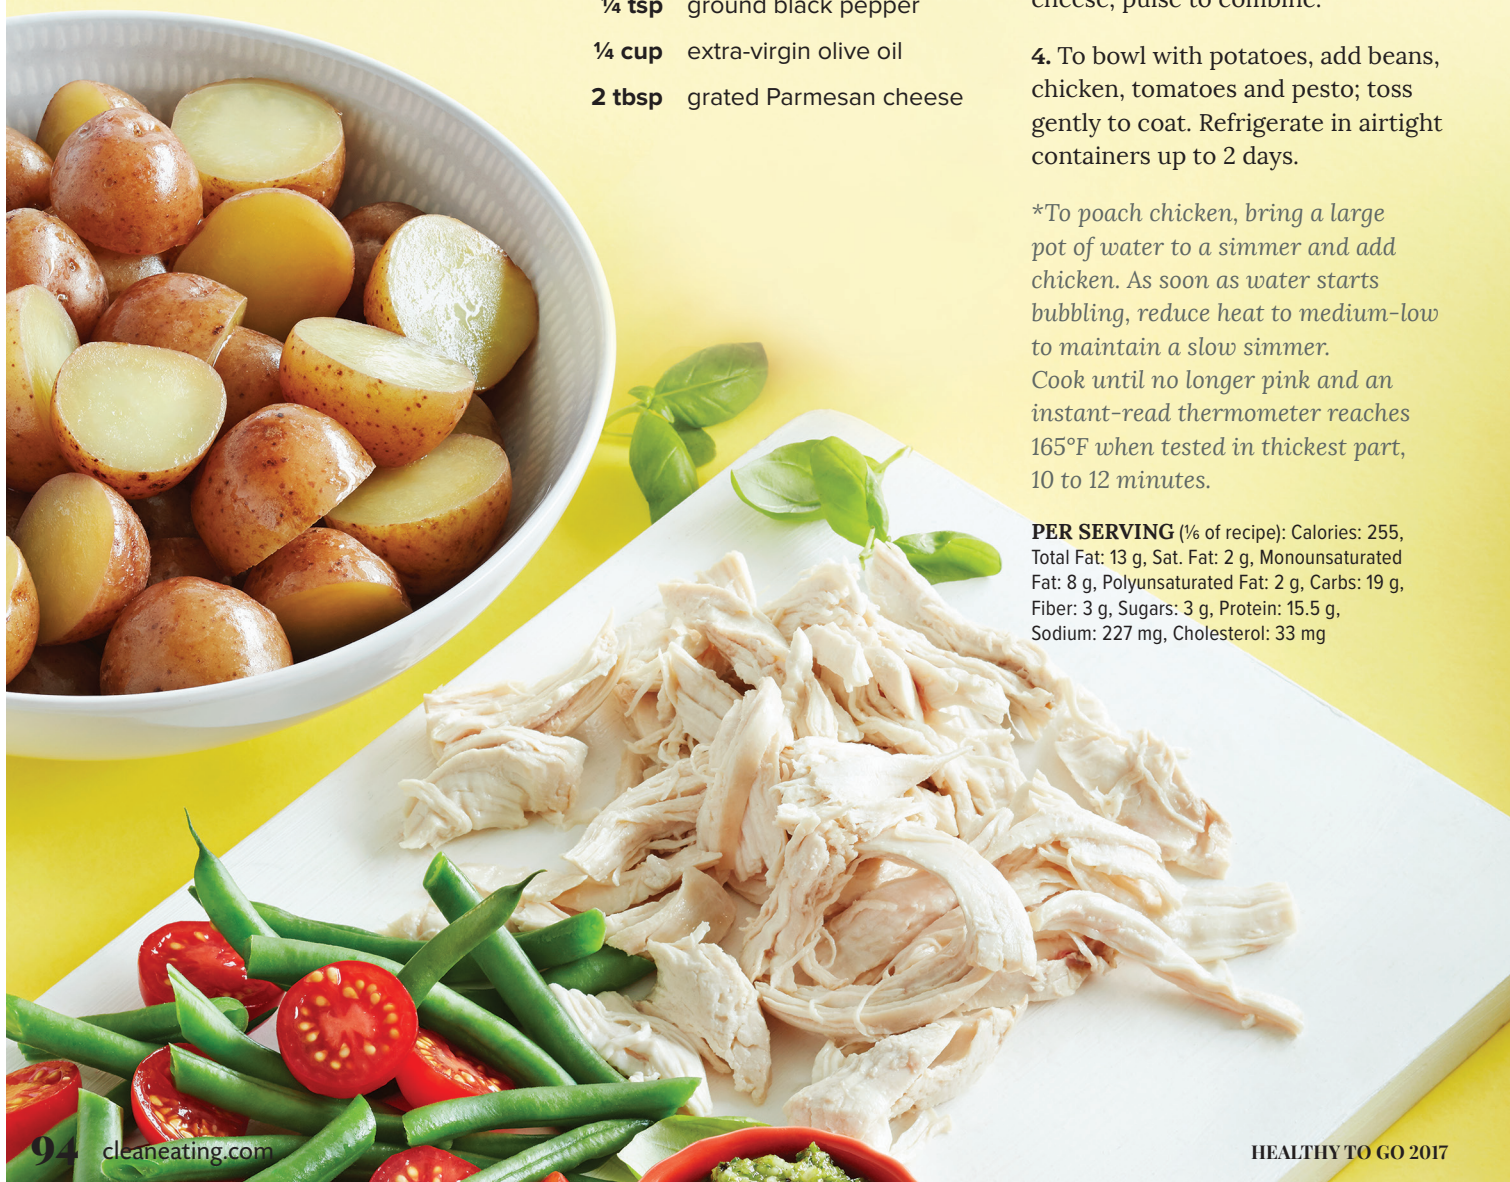 ¼ tsp ground black pepper
¼ cup extra-virgin olive oil
2 tbsp grated Parmesan cheese
cheese; pulse to combine.
4. To bowl with potatoes, add beans,
chicken, tomatoes and pesto; toss
gently to coat. Refrigerate in airtight
containers up to 2 days.
*To poach chicken, bring a large
pot of water to a simmer and add
chicken. As soon as water starts
bubbling, reduce heat to medium-low
to maintain a slow simmer.
Cook until no longer pink and an
instant-read thermometer reaches
165°F when tested in thickest part,
10 to 12 minutes.
PER SERVING (⅙ of recipe): Calories: 255,
Total Fat: 13 g, Sat. Fat: 2 g, Monounsaturated
Fat: 8 g, Polyunsaturated Fat: 2 g, Carbs: 19 g,
Fiber: 3 g, Sugars: 3 g, Protein: 15.5 g,
Sodium: 227 mg, Cholesterol: 33 mg
94 cleaneating.com
HEALTHY TO GO 2017